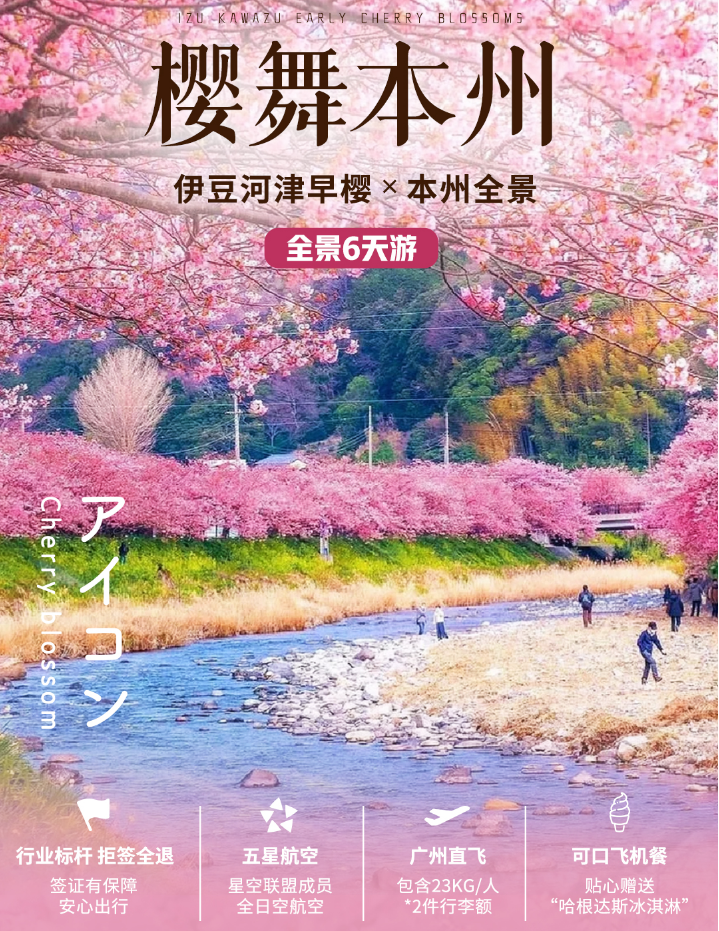 IZU KAWAZU EARLY CHERRY BLOSSOMS
樱舞本州
伊豆河津早樱 × 本州全景
全景6天游
アイコン
Cherry blossom
行业标杆 拒签全退
签证有保障
安心出行
五星航空
星空联盟成员
全日空航空
广州直飞
包含23KG/人
*2件行李额
可口飞机餐
贴心赠送
“哈根达斯冰淇淋”